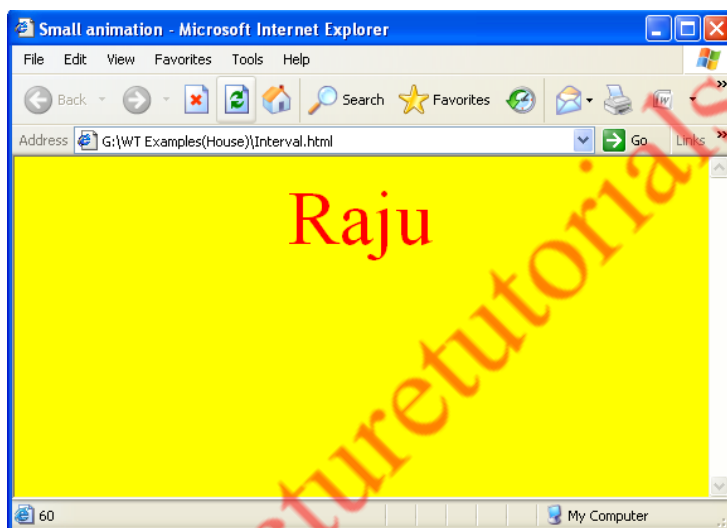 Small animation - Microsoft Internet Explorer
File Edit View Favorites Tools Help
Back Search Favorites
Address G:\WT Examples(House)\Interval.html Go Links
Raju
60 My Computer